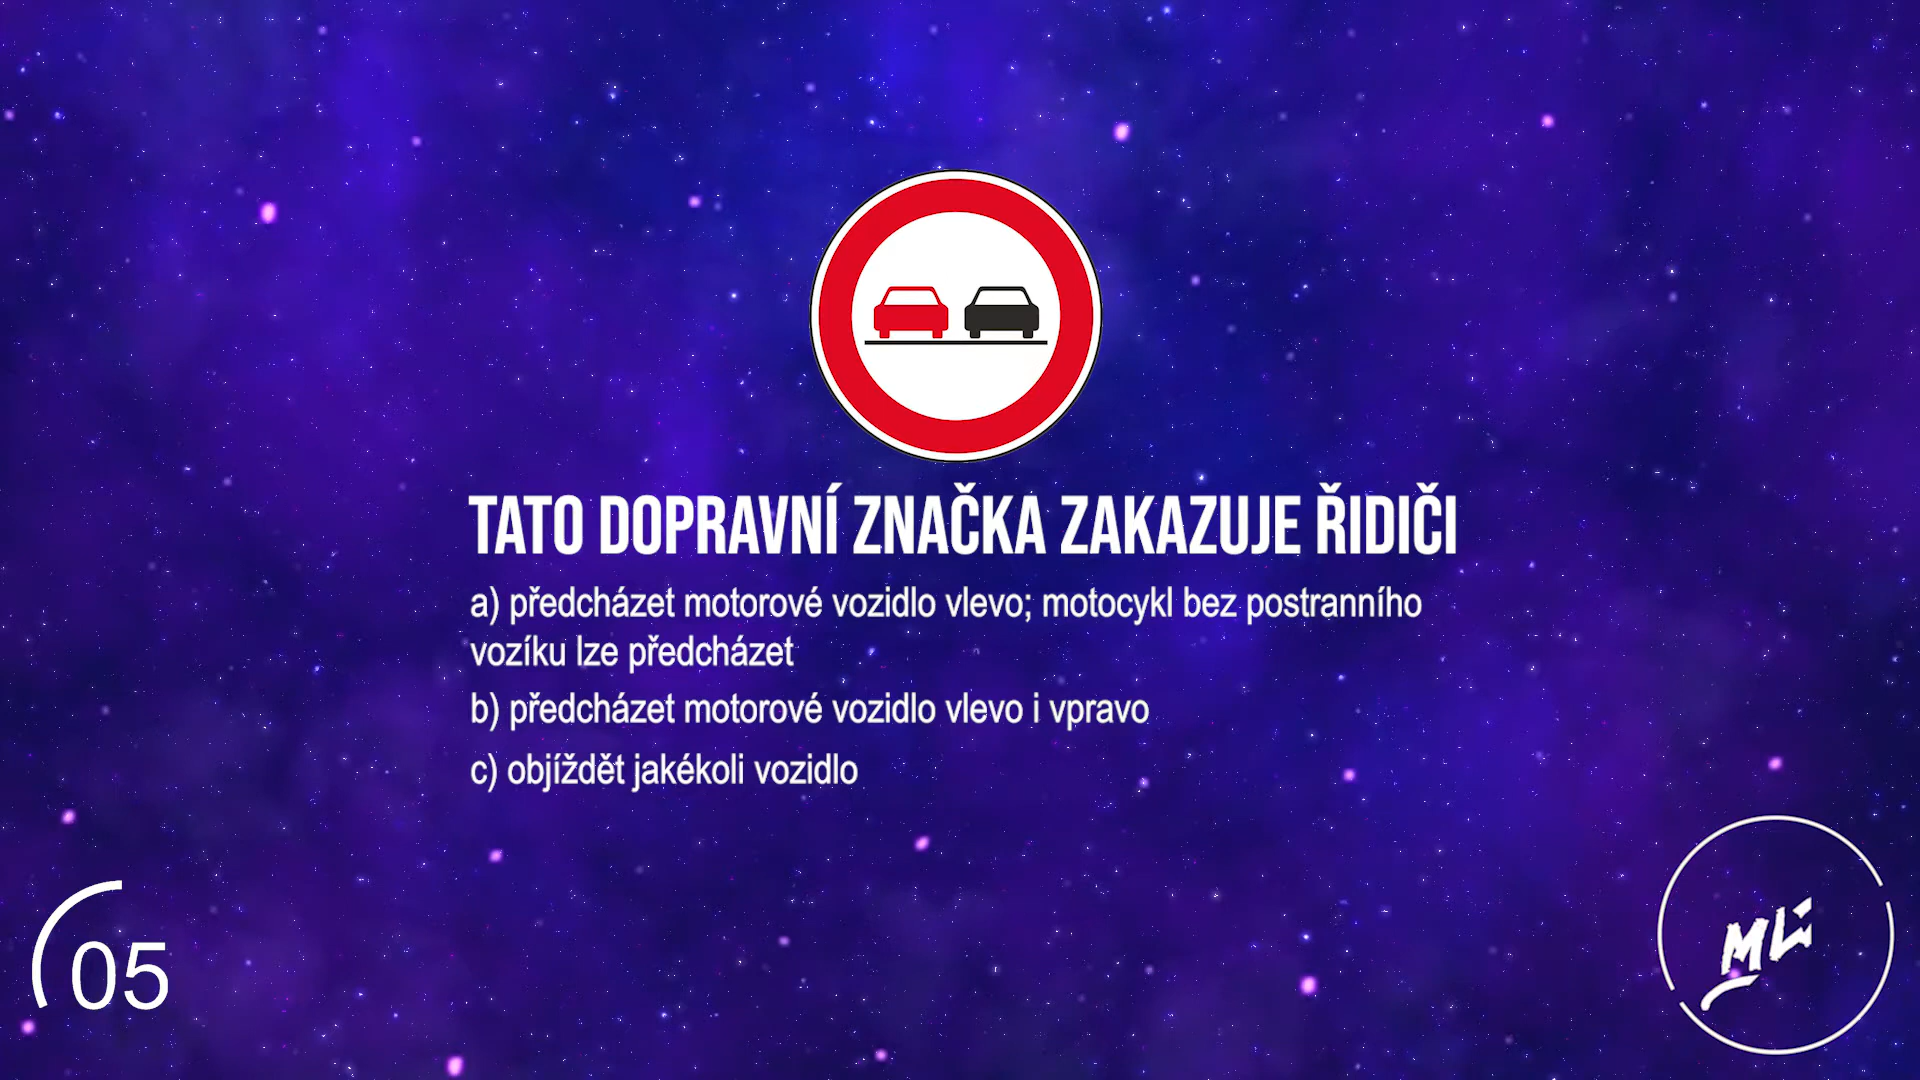 TATO DOPRAVNÍ ZNAČKA ZAKAZUJE ŘIDIČI
a) předcházet motorové vozidlo vlevo; motocykl bez postranního
vozíku lze předcházet
b) předcházet motorové vozidlo vlevo i vpravo
c) objíždět jakékoli vozidlo
05
ML